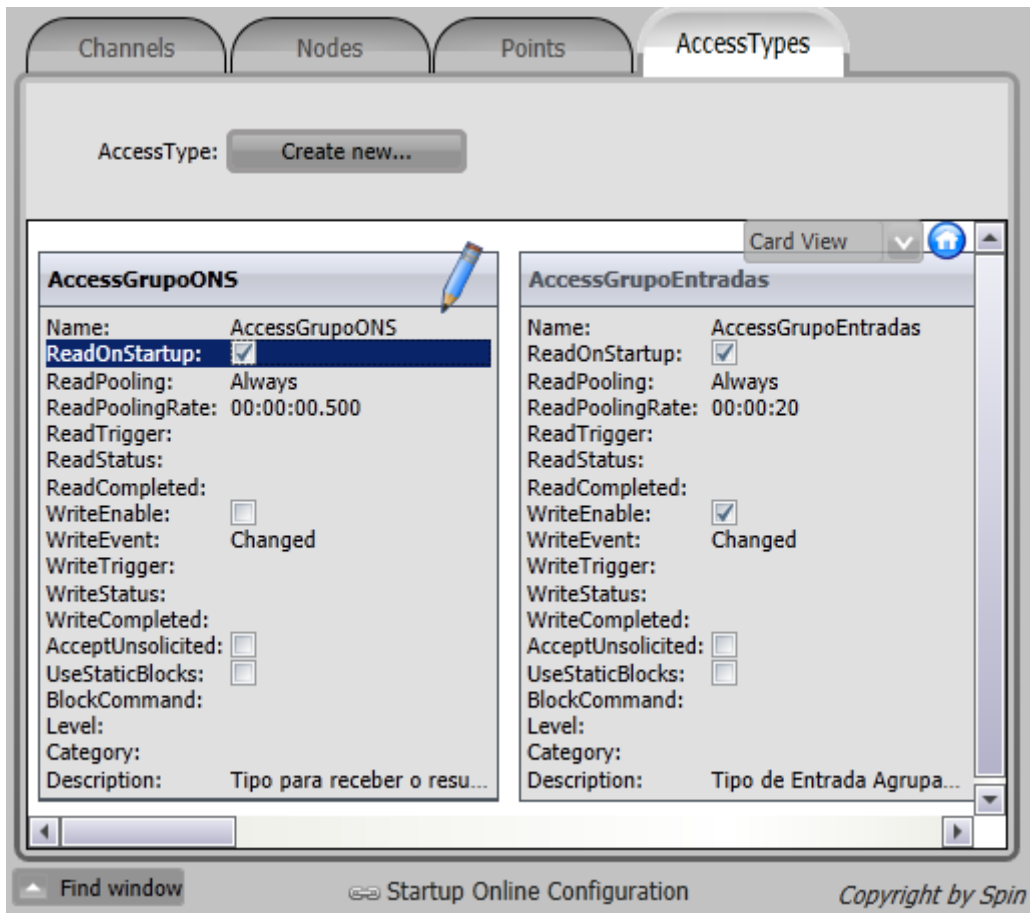 Channels Nodes Points AccessTypes
AccessType: Create new...
Card View
AccessGrupoONS
Name: AccessGrupoONS
ReadOnStartup:
ReadPooling: Always
ReadPoolingRate: 00:00:00.500
ReadTrigger:
ReadStatus:
ReadCompleted:
WriteEnable:
WriteEvent: Changed
WriteTrigger:
WriteStatus:
WriteCompleted:
AcceptUnsolicited:
UseStaticBlocks:
BlockCommand:
Level:
Category:
Description: Tipo para receber o resu...
AccessGrupoEntradas
Name: AccessGrupoEntradas
ReadOnStartup:
ReadPooling: Always
ReadPoolingRate: 00:00:20
ReadTrigger:
ReadStatus:
ReadCompleted:
WriteEnable:
WriteEvent: Changed
WriteTrigger:
WriteStatus:
WriteCompleted:
AcceptUnsolicited:
UseStaticBlocks:
BlockCommand:
Level:
Category:
Description: Tipo de Entrada Agrupa...
Find window Startup Online Configuration Copyright by Spin